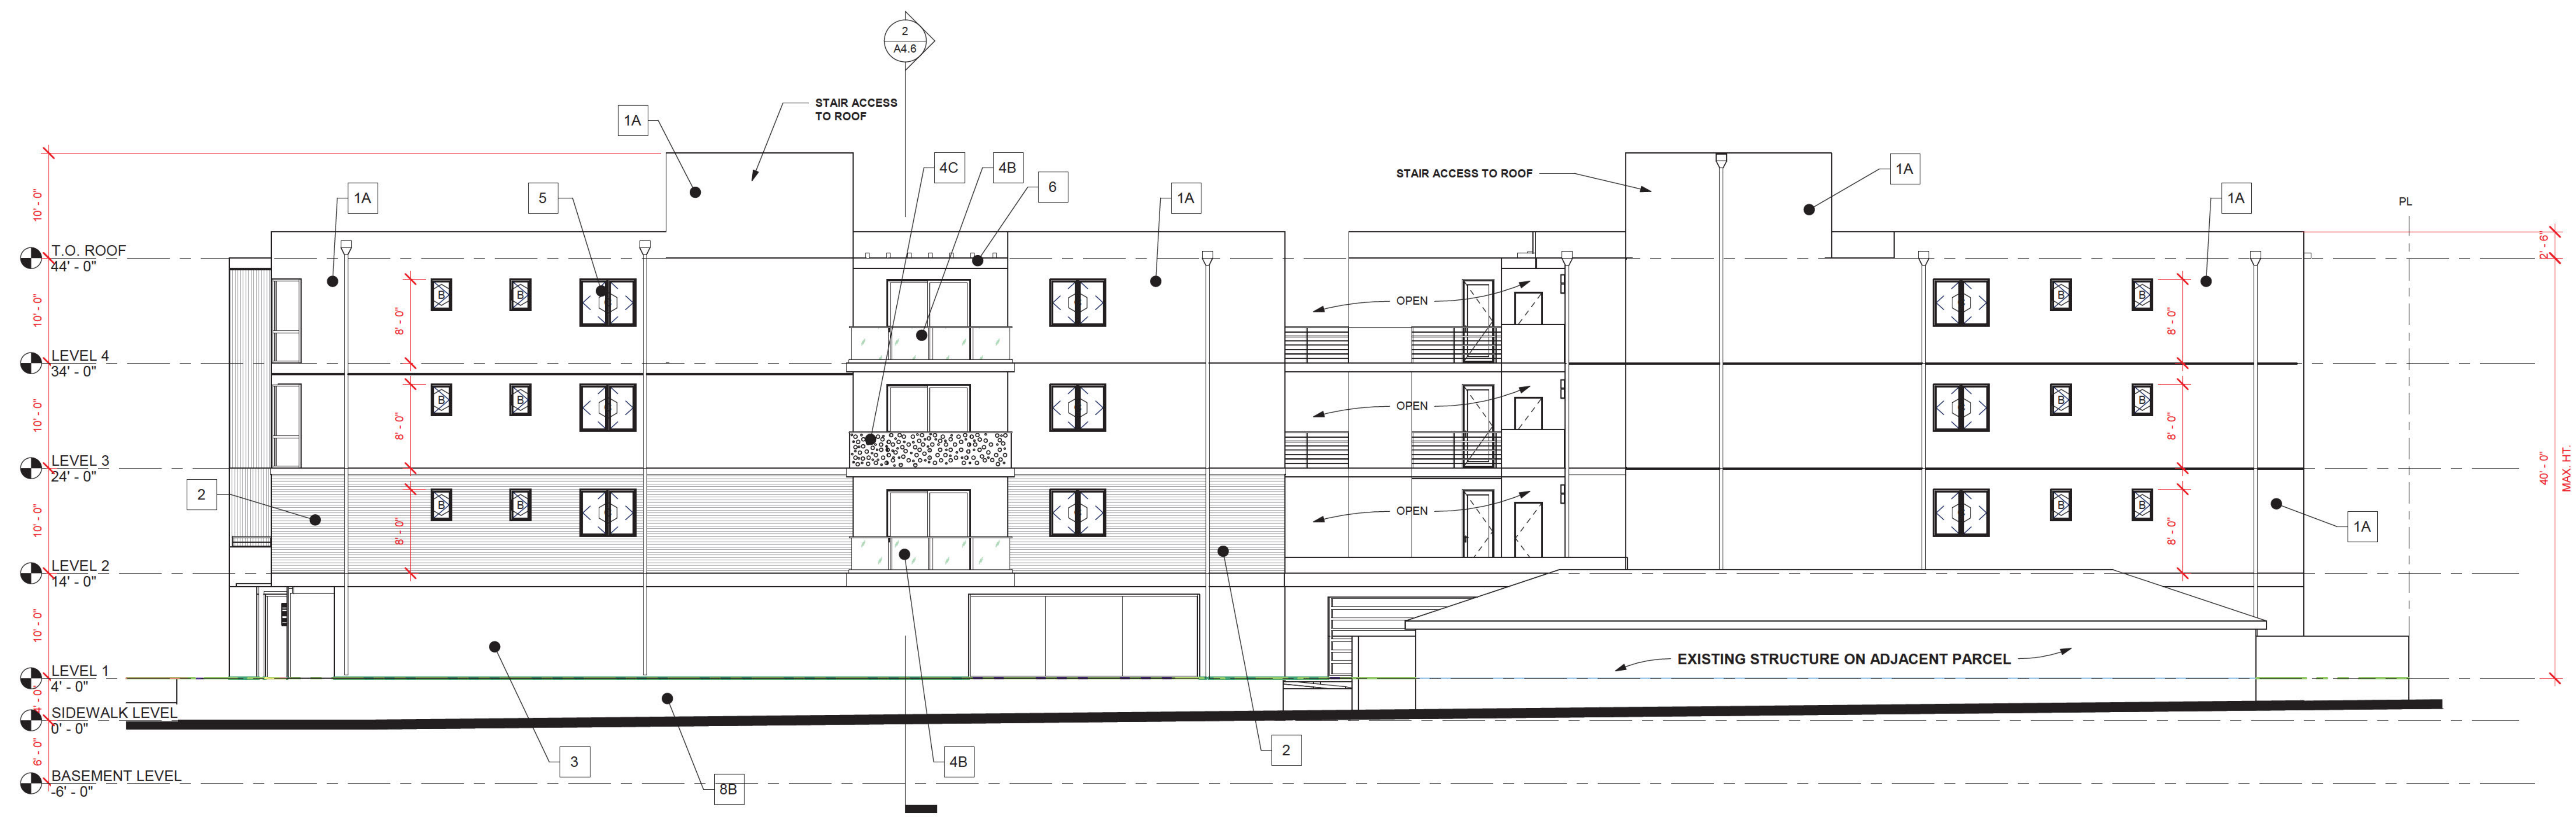 2
A4.6
STAIR ACCESS
TO ROOF
1A
4C
4B
6
STAIR ACCESS TO ROOF
1A
1A
5
1A
1A
PL
10' - 0"
T.O. ROOF
44' - 0"
2' - 6"
10' - 0"
8' - 0"
B
B
OPEN
B
B
8' - 0"
LEVEL 4
34' - 0"
10' - 0"
8' - 0"
B
B
OPEN
B
B
8' - 0"
LEVEL 3
24' - 0"
40' - 0"
MAX. HT.
2
10' - 0"
8' - 0"
B
B
OPEN
B
B
8' - 0"
1A
LEVEL 2
14' - 0"
10' - 0"
EXISTING STRUCTURE ON ADJACENT PARCEL
LEVEL 1
4' - 0"
4' - 0"
SIDEWALK LEVEL
0' - 0"
6' - 0"
3
4B
2
BASEMENT LEVEL
-6' - 0"
8B